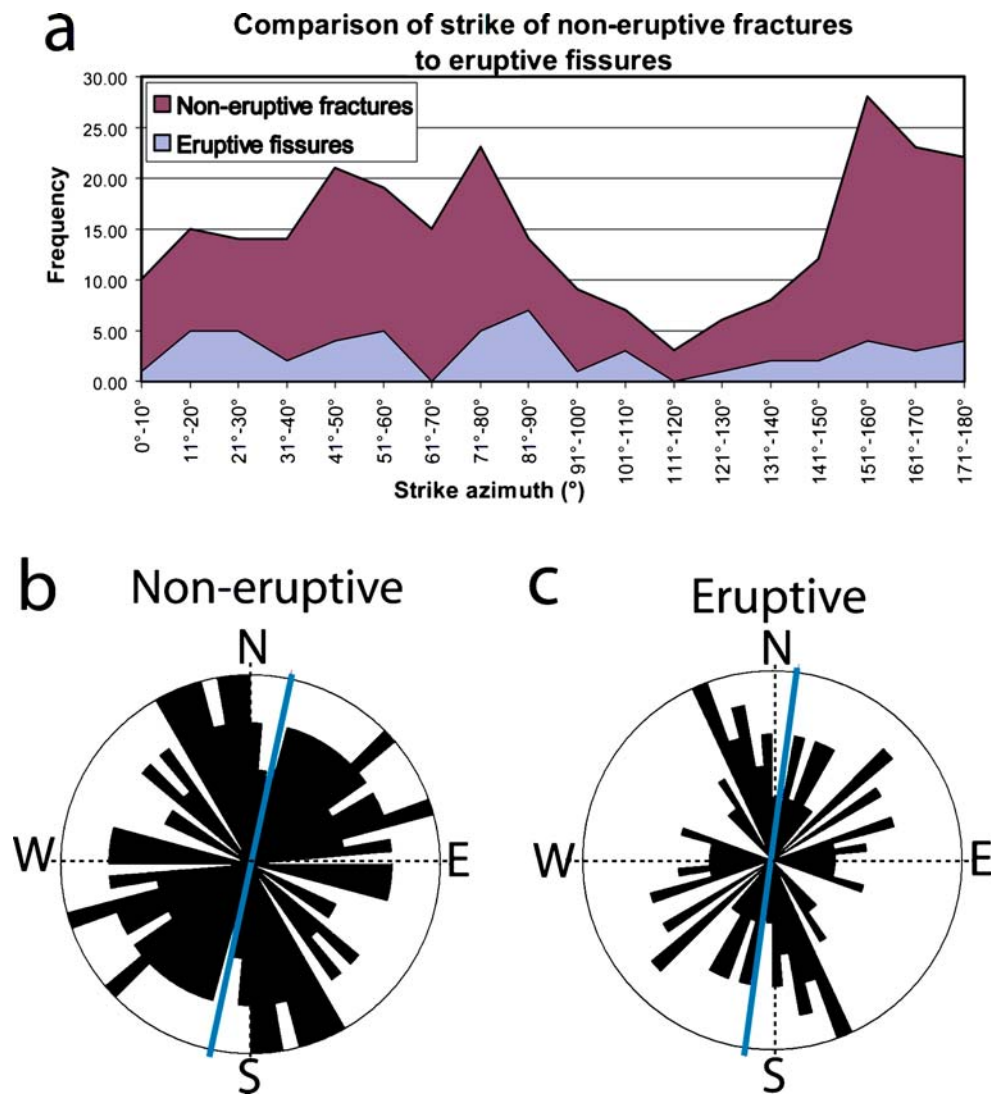 a
Comparison of strike of non-eruptive fractures
to eruptive fissures
30.00
25.00
20.00
15.00
10.00
5.00
0.00
Frequency
Non-eruptive fractures
Eruptive fissures
0°-10°
11°-20°
21°-30°
31°-40°
41°-50°
51°-60°
61°-70°
71°-80°
81°-90°
91°-100°
101°-110°
111°-120°
121°-130°
131°-140°
141°-150°
151°-160°
161°-170°
171°-180°
Strike azimuth (°)
b
Non-eruptive
N
W
E
S
c
Eruptive
N
W
E
S